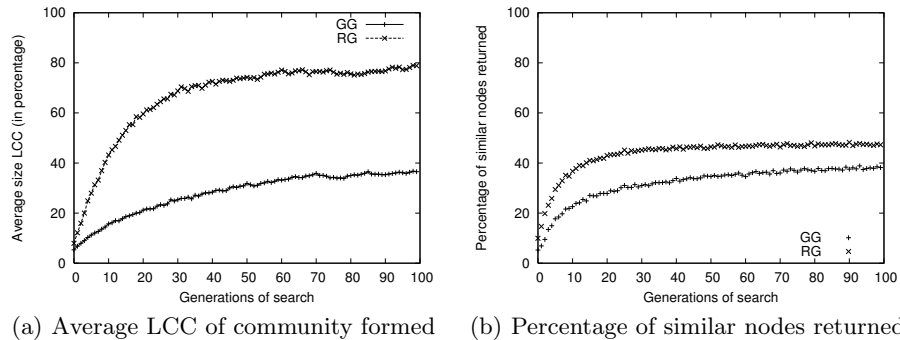 Average size LCC (in percentage)
100
80
60
40
20
0
GG
RG
0 10 20 30 40 50 60 70 80 90 100
Generations of search
(a) Average LCC of community formed
Percentage of similar nodes returned
100
80
60
40
20
0
GG
RG
0 10 20 30 40 50 60 70 80 90 100
Generations of search
(b) Percentage of similar nodes returned